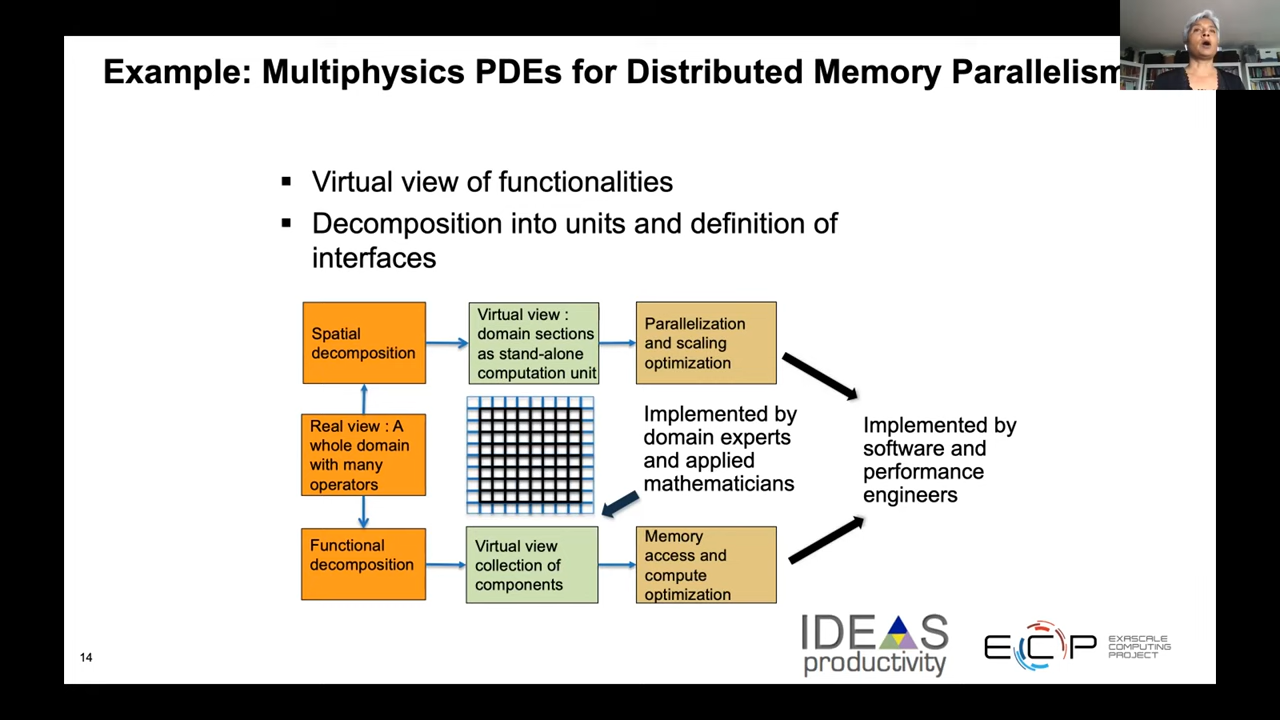 Example: Multiphysics PDEs for Distributed Memory Parallelism
▪ Virtual view of functionalities
▪ Decomposition into units and definition of
interfaces
Spatial
decomposition
Virtual view :
domain sections
as stand-alone
computation unit
Parallelization
and scaling
optimization
Real view : A
whole domain
with many
operators
Implemented by
domain experts
and applied
mathematicians
Implemented by
software and
performance
engineers
Functional
decomposition
Virtual view
collection of
components
Memory
access and
compute
optimization
14
IDEAS
productivity
ECP
EXASCALE
COMPUTING
PROJECT